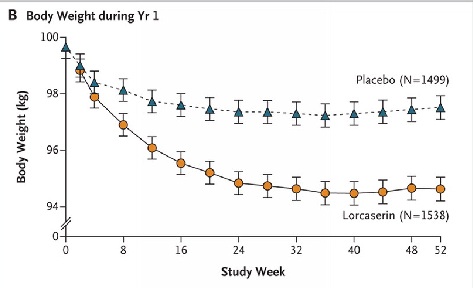 B Body Weight during Yr 1
100
98
96
94
0
Body Weight (kg)
Placebo (N=1499)
Lorcaserin (N=1538)
0 8 16 24 32 40 48 52
Study Week